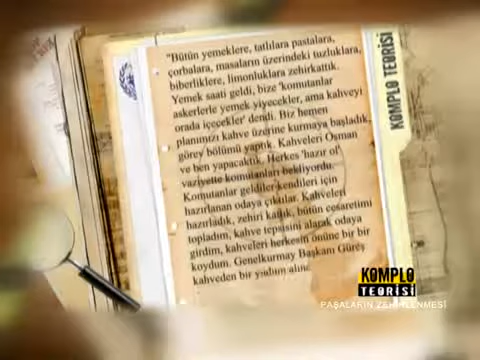 "Bütün yemeklere, tatlılara pastalara,
çorbalara, masaların üzerindeki tuzluklara,
biberliklere, limonluklara zehirkattık.
Yemek saati geldi, bize 'komutanlar
askerlerle yemek yiyecekler, ama kahveyi
orada içecekler' dendi. Biz hemen
planımızı kahve üzerine kurmaya başladık,
görev bölümü yaptık. Kahveleri Osman
ve ben yapacaktık. Herkes 'hazır ol'
vaziyette komutanları bekliyordu.
Komutanlar geldiler kendileri için
hazırlanan odaya çıktılar. Kahveleri
hazırladık, zehiri kattık, bütün cesaretimi
topladım, kahve tepsisini alarak odaya
girdim, kahveleri herkesin önüne bir bir
koydum. Genelkurmay Başkanı Güreş
kahveden bir yudum
KOMPLO TEORİSİ
KOMPLO
TEORİSİ
PAŞALARIN ZEHİRLENMESİ